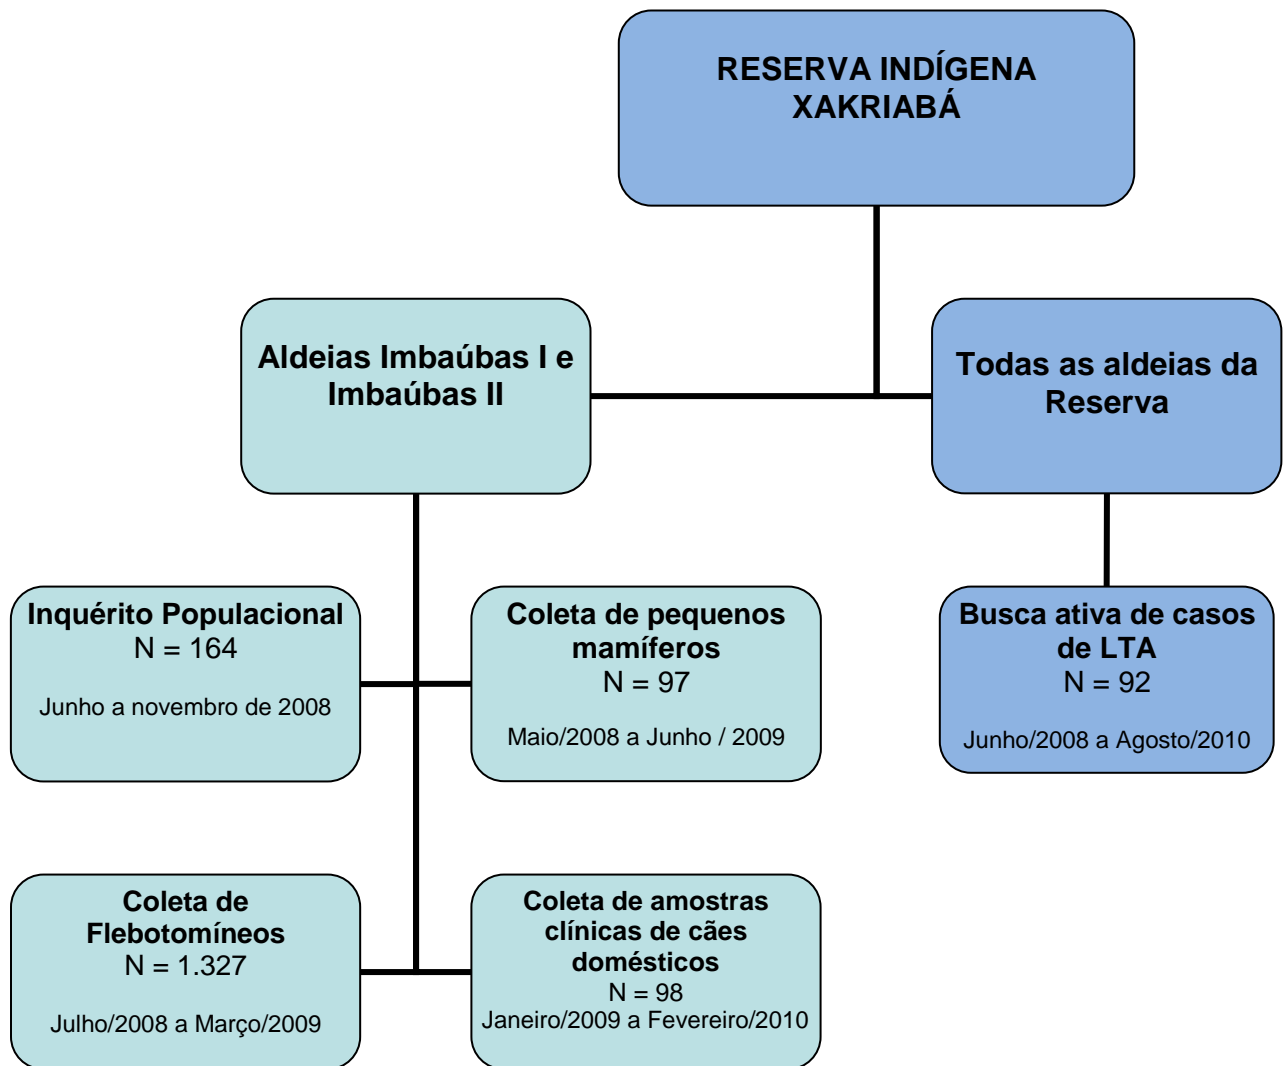 RESERVA INDÍGENA
XAKRIABÁ
Aldeias Imbaúbas I e
Imbaúbas II
Todas as aldeias da
Reserva
Inquérito Populacional
N = 164
Junho a novembro de 2008
Coleta de pequenos
mamíferos
N = 97
Maio/2008 a Junho / 2009
Busca ativa de casos
de LTA
N = 92
Junho/2008 a Agosto/2010
Coleta de
Flebotomíneos
N = 1.327
Julho/2008 a Março/2009
Coleta de amostras
clínicas de cães
domésticos
N = 98
Janeiro/2009 a Fevereiro/2010